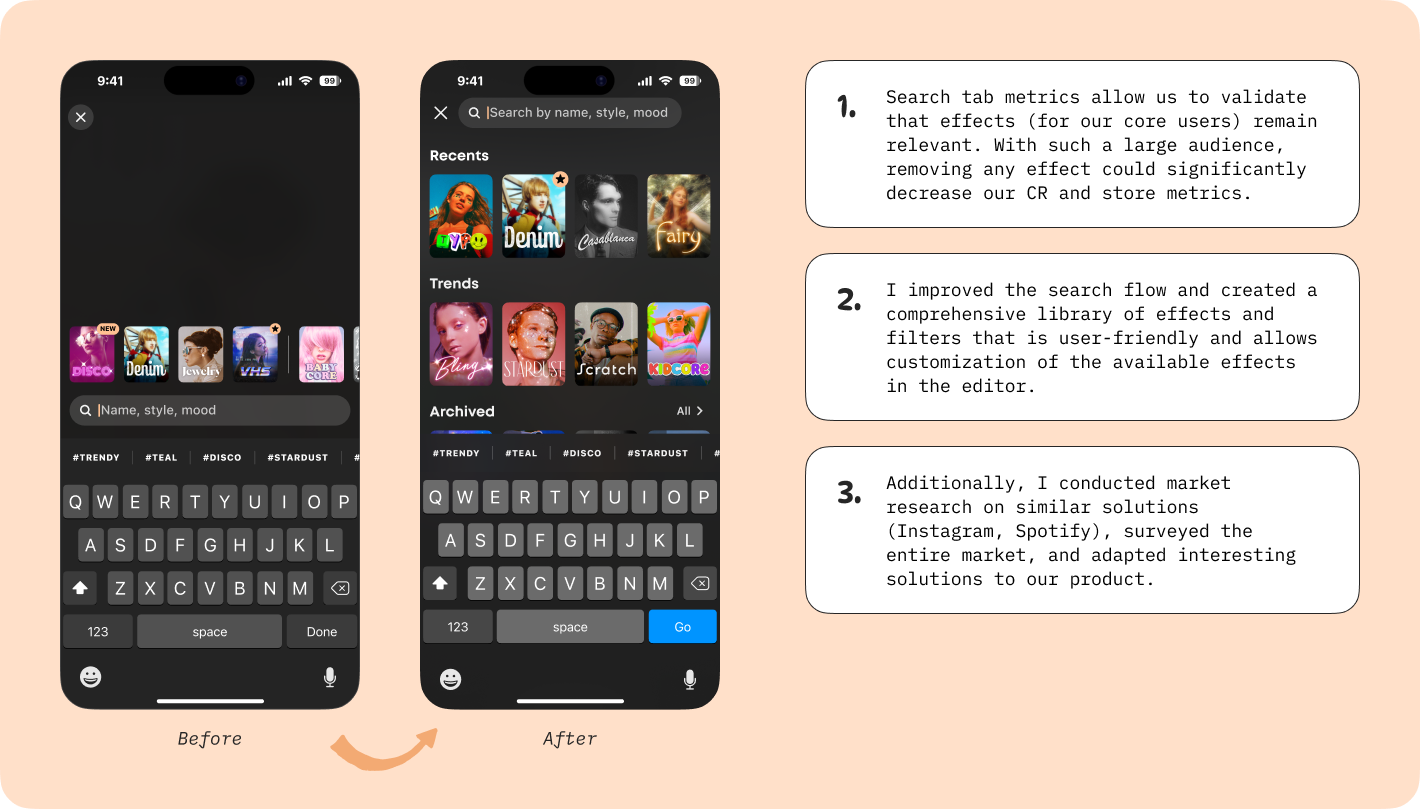 9:41
99
NEW
DISCO
Denim
Jewelry
VHS
BABY CORE
Name, style, mood
#TRENDY #TEAL #DISCO #STARDUST #
Q W E R T Y U I O P
A S D F G H J K L
Z X C V B N M
123 space Done
Before
9:41
99
Search by name, style, mood
Recents
TYPO
Denim
Casablanca
Fairy
Trends
Bling
STARDUST
Scratch
KIDCORE
Archived All
#TRENDY #TEAL #DISCO #STARDUST #
Q W E R T Y U I O P
A S D F G H J K L
Z X C V B N M
123 space Go
After
1.
Search tab metrics allow us to validate
that effects (for our core users) remain
relevant. With such a large audience,
removing any effect could significantly
decrease our CR and store metrics.
2.
I improved the search flow and created a
comprehensive library of effects and
filters that is user-friendly and allows
customization of the available effects
in the editor.
3.
Additionally, I conducted market
research on similar solutions
(Instagram, Spotify), surveyed the
entire market, and adapted interesting
solutions to our product.